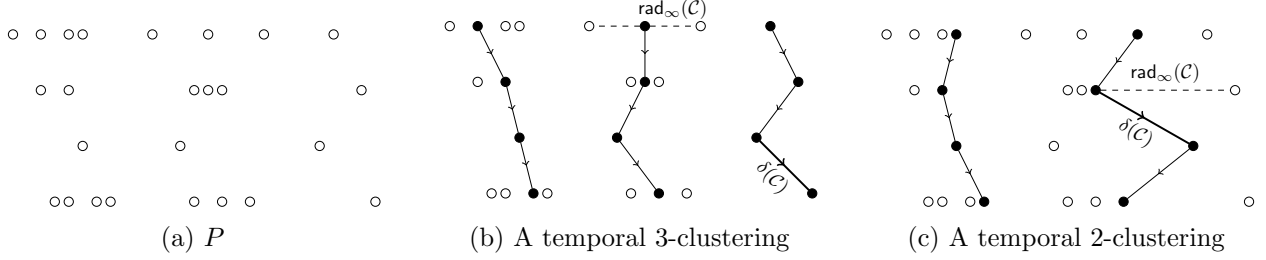 rad∞(𝒞)
rad∞(𝒞)
δ(𝒞)
δ(𝒞)
(a) P
(b) A temporal 3-clustering
(c) A temporal 2-clustering